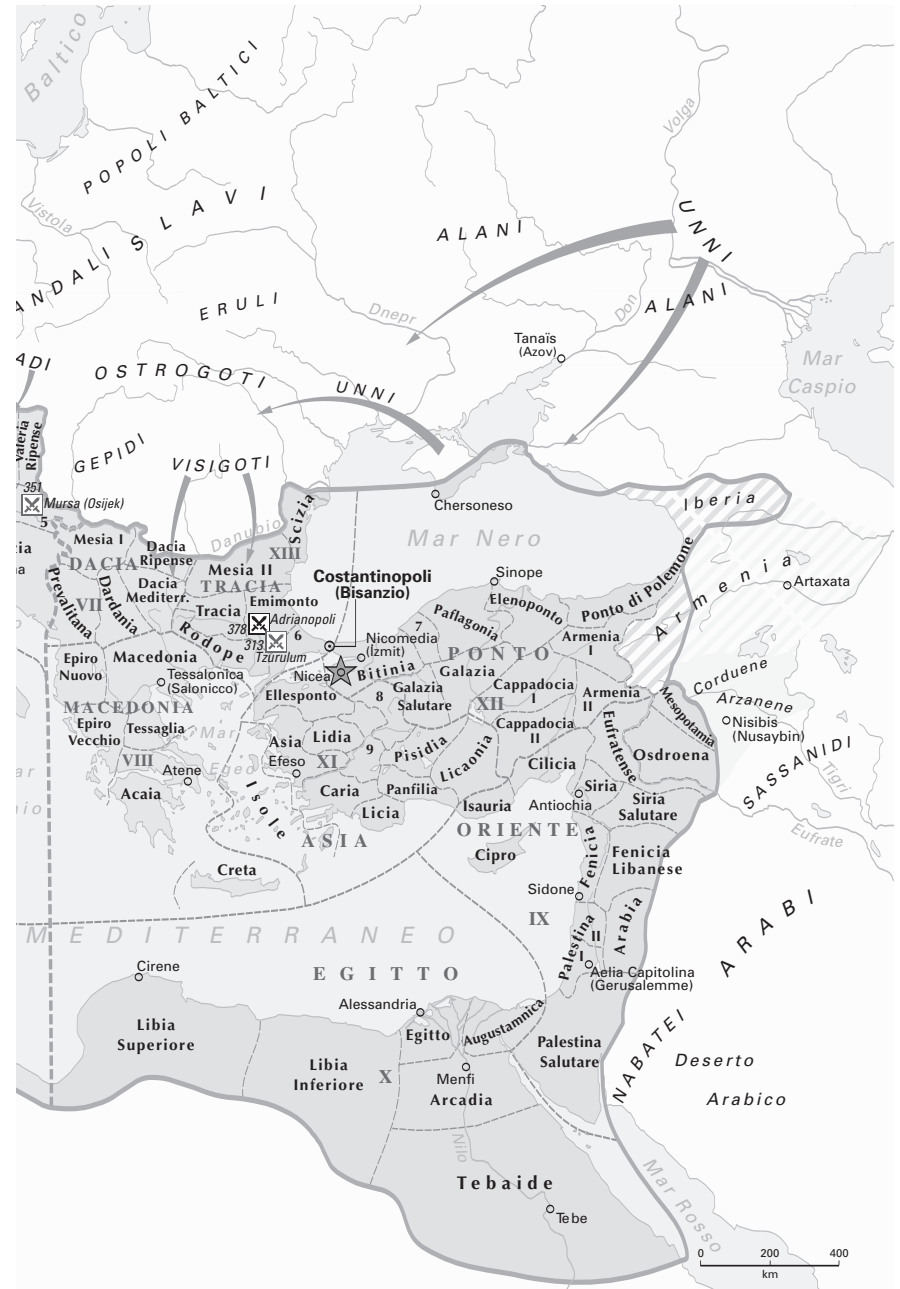 Baltico
POPOLI BALTICI
Volga
Vistola
SLAVI
ANDALI
ALANI
UNNI
ERULI
Dnepr
Don
ALANI
Tanaïs
(Azov)
Mar
Caspio
ADI
OSTROGOTI
UNNI
Valeria
Ripense
GEPIDI
VISIGOTI
351
Mursa (Osijek)
5
Iberia
Chersoneso
Scizia
Danubio
Mar Nero
Mesia I
Dacia
Ripense
XIII
cia
na
DACIA
Mesia II
TRACIA
Armenia
Artaxata
Prevalitana
VII
Dardania
Dacia
Mediterr.
Costantinopoli
(Bisanzio)
Sinope
Elenoponto
Ponto di Polemone
Tracia
Emimonto
Adrianopoli
378
313
6
Tzurulum
Rodope
7
Paflagonia
Armenia
I
Nicomedia
(İzmit)
PONTO
Epiro
Nuovo
Macedonia
Tessalonica
(Salonicco)
Nicea
Bitinia
Galazia
Corduene
Ellesponto
8
Galazia
Salutare
Cappadocia
I
Armenia
II
Arzanene
MACEDONIA
XII
Mesopotamia
Nisibis
(Nusaybin)
Epiro
Vecchio
Tessaglia
Mar
Egeo
Cappadocia
II
Eufratense
Osdroena
SASSANIDI
Asia
Lidia
9
Pisidia
Licaonia
VIII
Efeso
XI
Cilicia
Tigri
Atene
Isole
Caria
Panfilia
Siria
Acaia
Licia
Isauria
Antiochia
Siria
Salutare
Eufrate
ar
nio
ASIA
ORIENTE
Cipro
Fenicia
Fenicia
Libanese
Creta
Sidone
ARABI
IX
Palestina
II
I
Arabia
MEDITERRANEO
Cirene
EGITTO
Aelia Capitolina
(Gerusalemme)
Alessandria
Libia
Superiore
Egitto
Augustamnica
Palestina
Salutare
NABATEI
Libia
Inferiore
X
Menfi
Deserto
Arabico
Arcadia
Nilo
Tebaide
Mar Rosso
Tebe
0 200 400
km